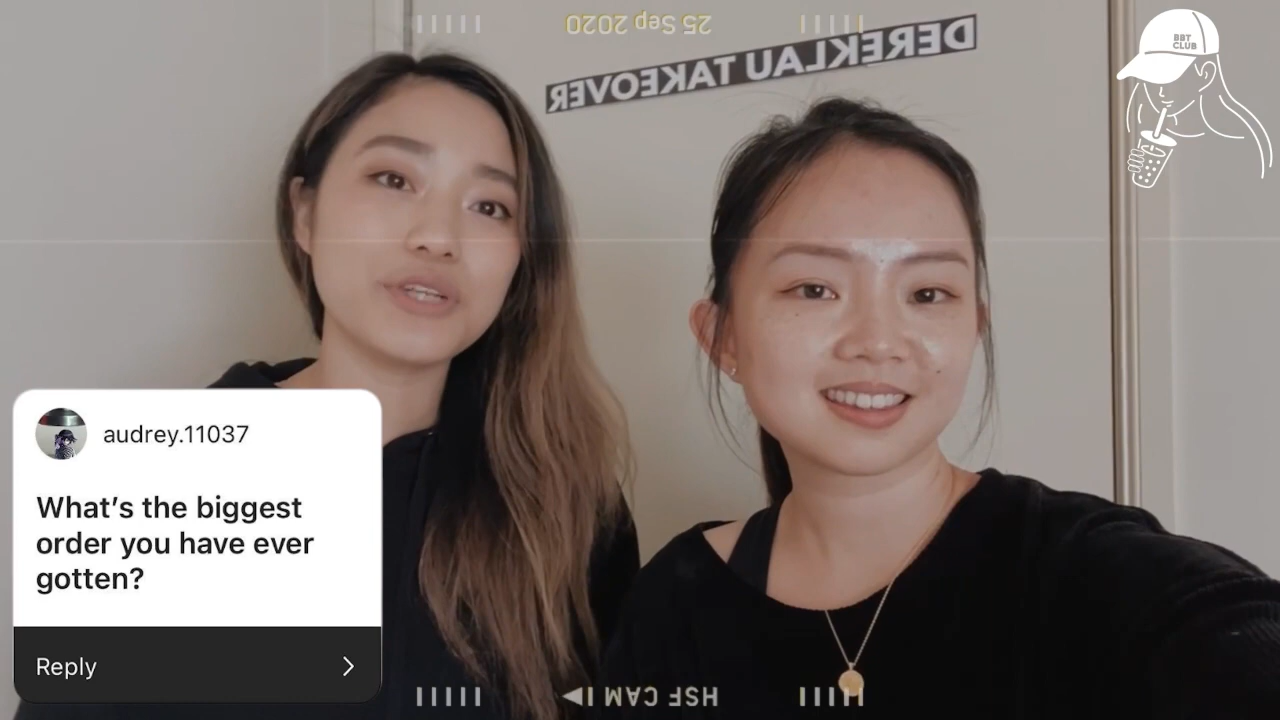 25 Sep 2020
DEREKLAU TAKEOVER
BBT
CLUB
audrey.11037
What's the biggest
order you have ever
gotten?
Reply
HSF CAM I